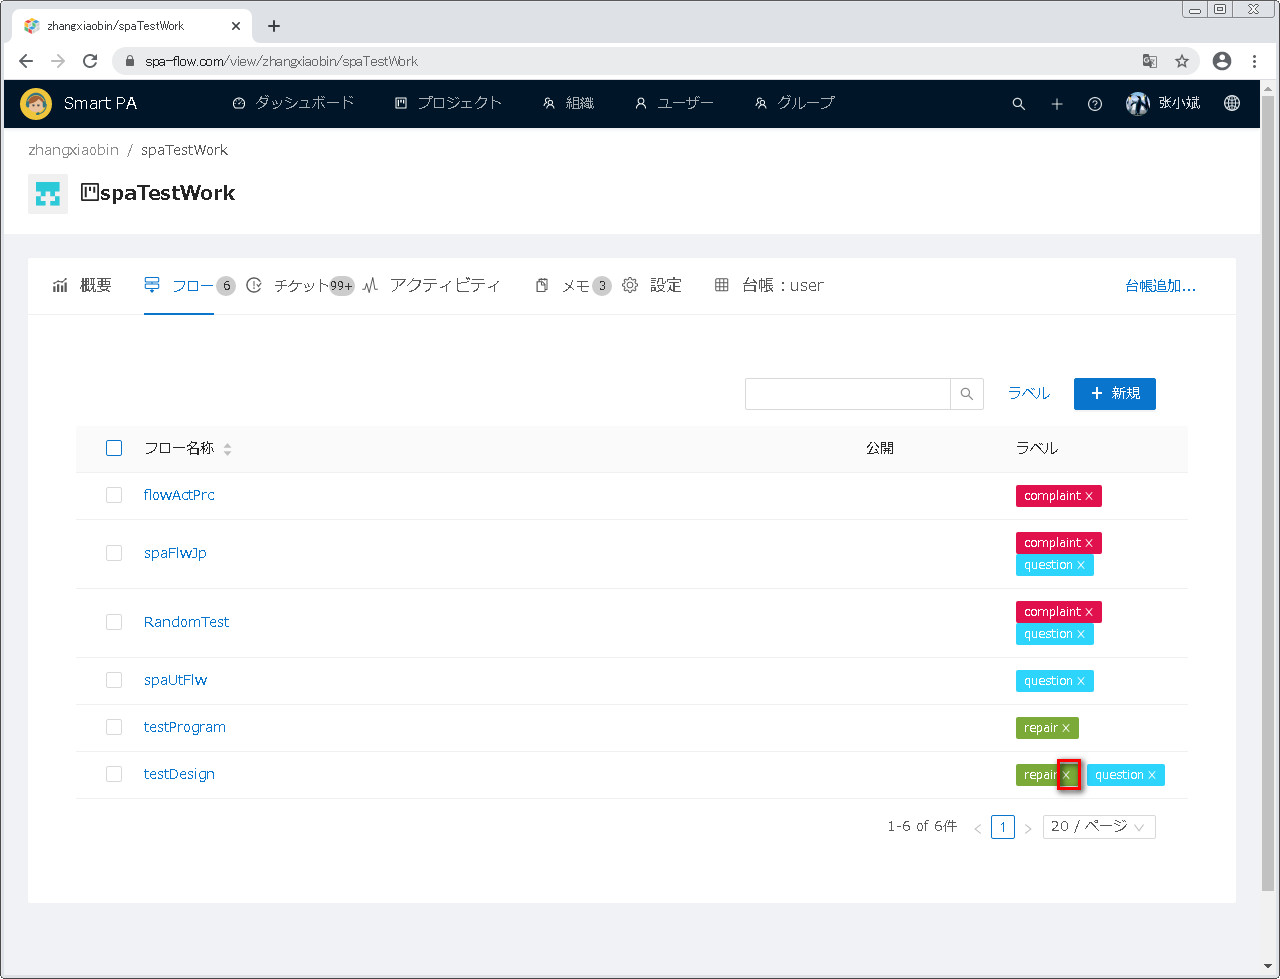 zhangxiaobin/spaTestWork
spa-flow.com/view/zhangxiaobin/spaTestWork
Smart PA ダッシュボード プロジェクト 組織 ユーザー グループ 张小斌
zhangxiaobin / spaTestWork
spaTestWork
概要 フロー 6 チケット 99+ アクティビティ メモ 3 設定 台帳：user 台帳追加...
ラベル + 新規
フロー名称 公開 ラベル
flowActPrc complaint ×
spaFlwJp complaint ×
question ×
RandomTest complaint ×
question ×
spaUtFlw question ×
testProgram repair ×
testDesign repair × question ×
1-6 of 6件 < 1 > 20 / ページ